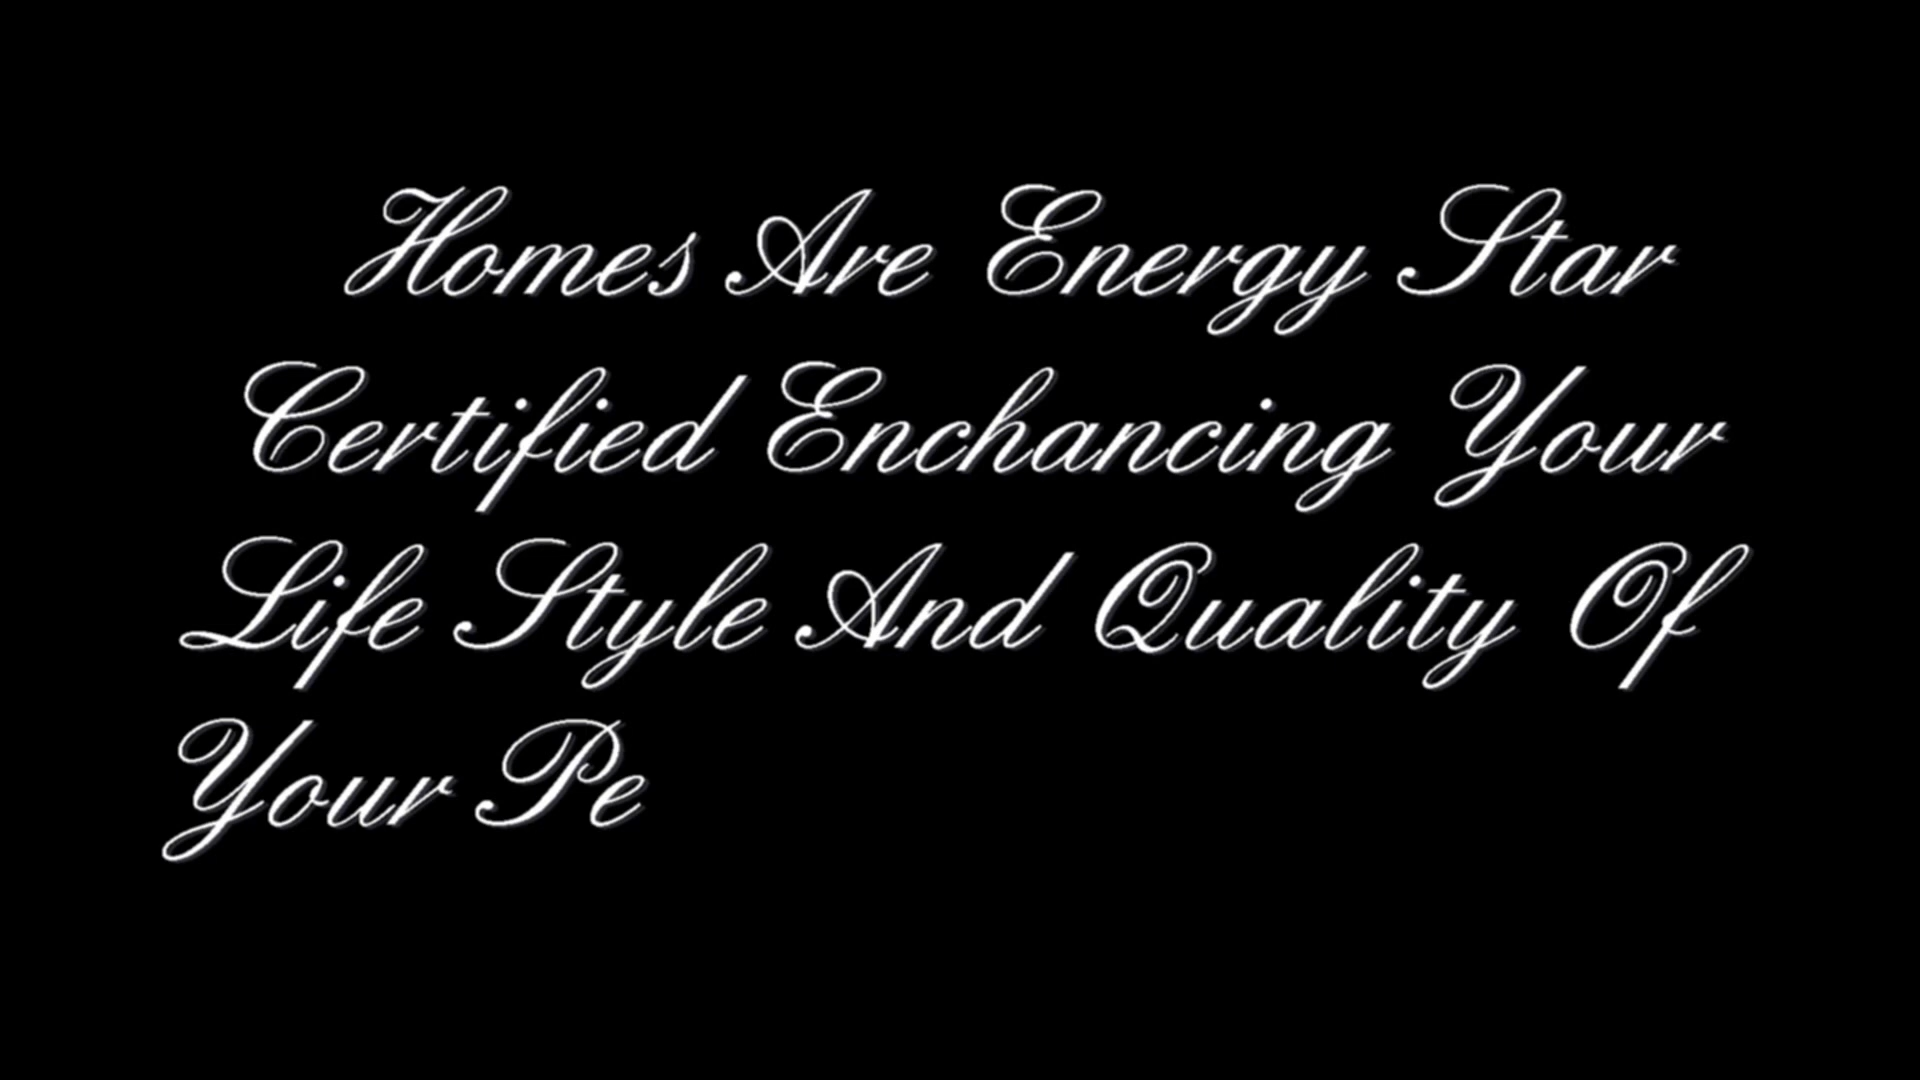 Homes Are Energy Star
Certified Enchancing Your
Life Style And Quality Of
Your Pe